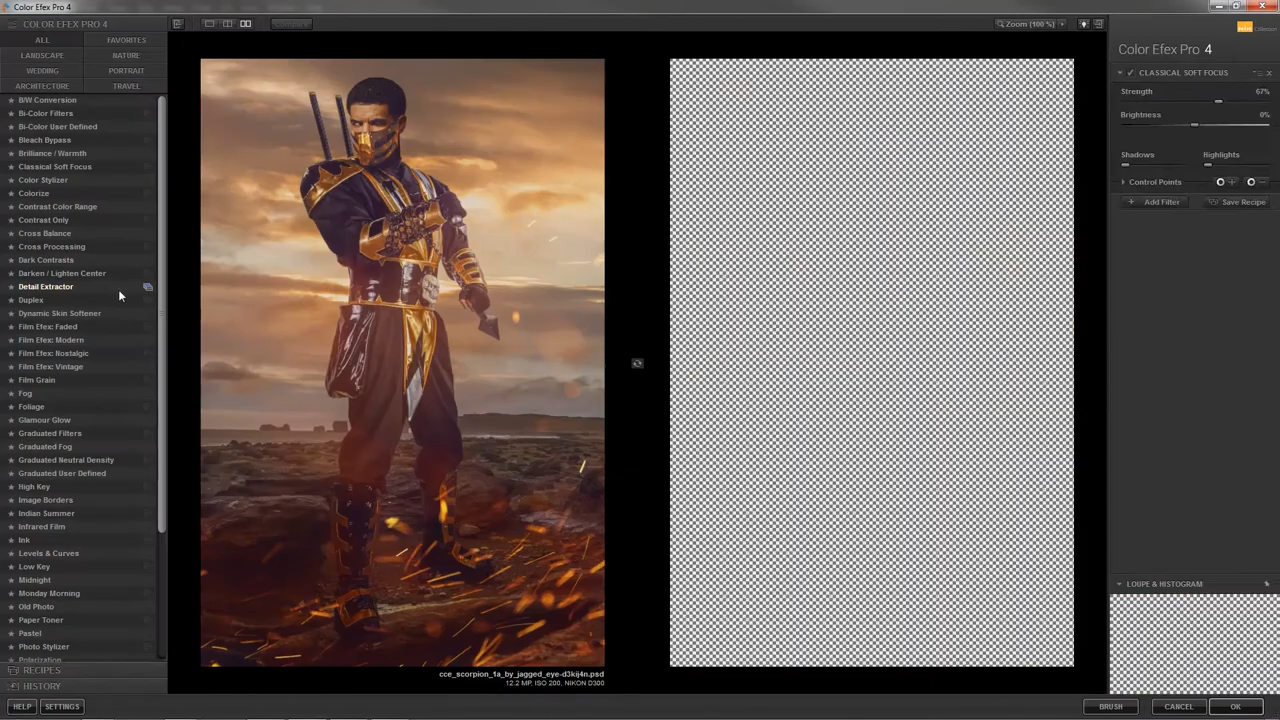 Color Efex Pro 4
COLOR EFEX PRO 4
ALL
FAVORITES
LANDSCAPE
NATURE
WEDDING
PORTRAIT
ARCHITECTURE
TRAVEL
B/W Conversion
Bi-Color Filters
Bi-Color User Defined
Bleach Bypass
Brilliance / Warmth
Classical Soft Focus
Color Stylizer
Colorize
Contrast Color Range
Contrast Only
Cross Balance
Cross Processing
Dark Contrasts
Darken / Lighten Center
Detail Extractor
Duplex
Dynamic Skin Softener
Film Efex: Faded
Film Efex: Modern
Film Efex: Nostalgic
Film Efex: Vintage
Film Grain
Fog
Foliage
Glamour Glow
Graduated Filters
Graduated Fog
Graduated Neutral Density
Graduated User Defined
High Key
Image Borders
Indian Summer
Infrared Film
Ink
Levels & Curves
Low Key
Midnight
Monday Morning
Old Photo
Paper Toner
Pastel
Photo Stylizer
Polarization
RECIPES
HISTORY
HELP
SETTINGS
Zoom (100 %)
cce_scorpion_1a_by_jagged_eye-d3kij4n.psd
12.2 MP, ISO 200, NIKON D300
Color Efex Pro 4
CLASSICAL SOFT FOCUS
Strength 67%
Brightness 0%
Shadows Highlights
Control Points
+ Add Filter Save Recipe
LOUPE & HISTOGRAM
BRUSH
CANCEL
OK